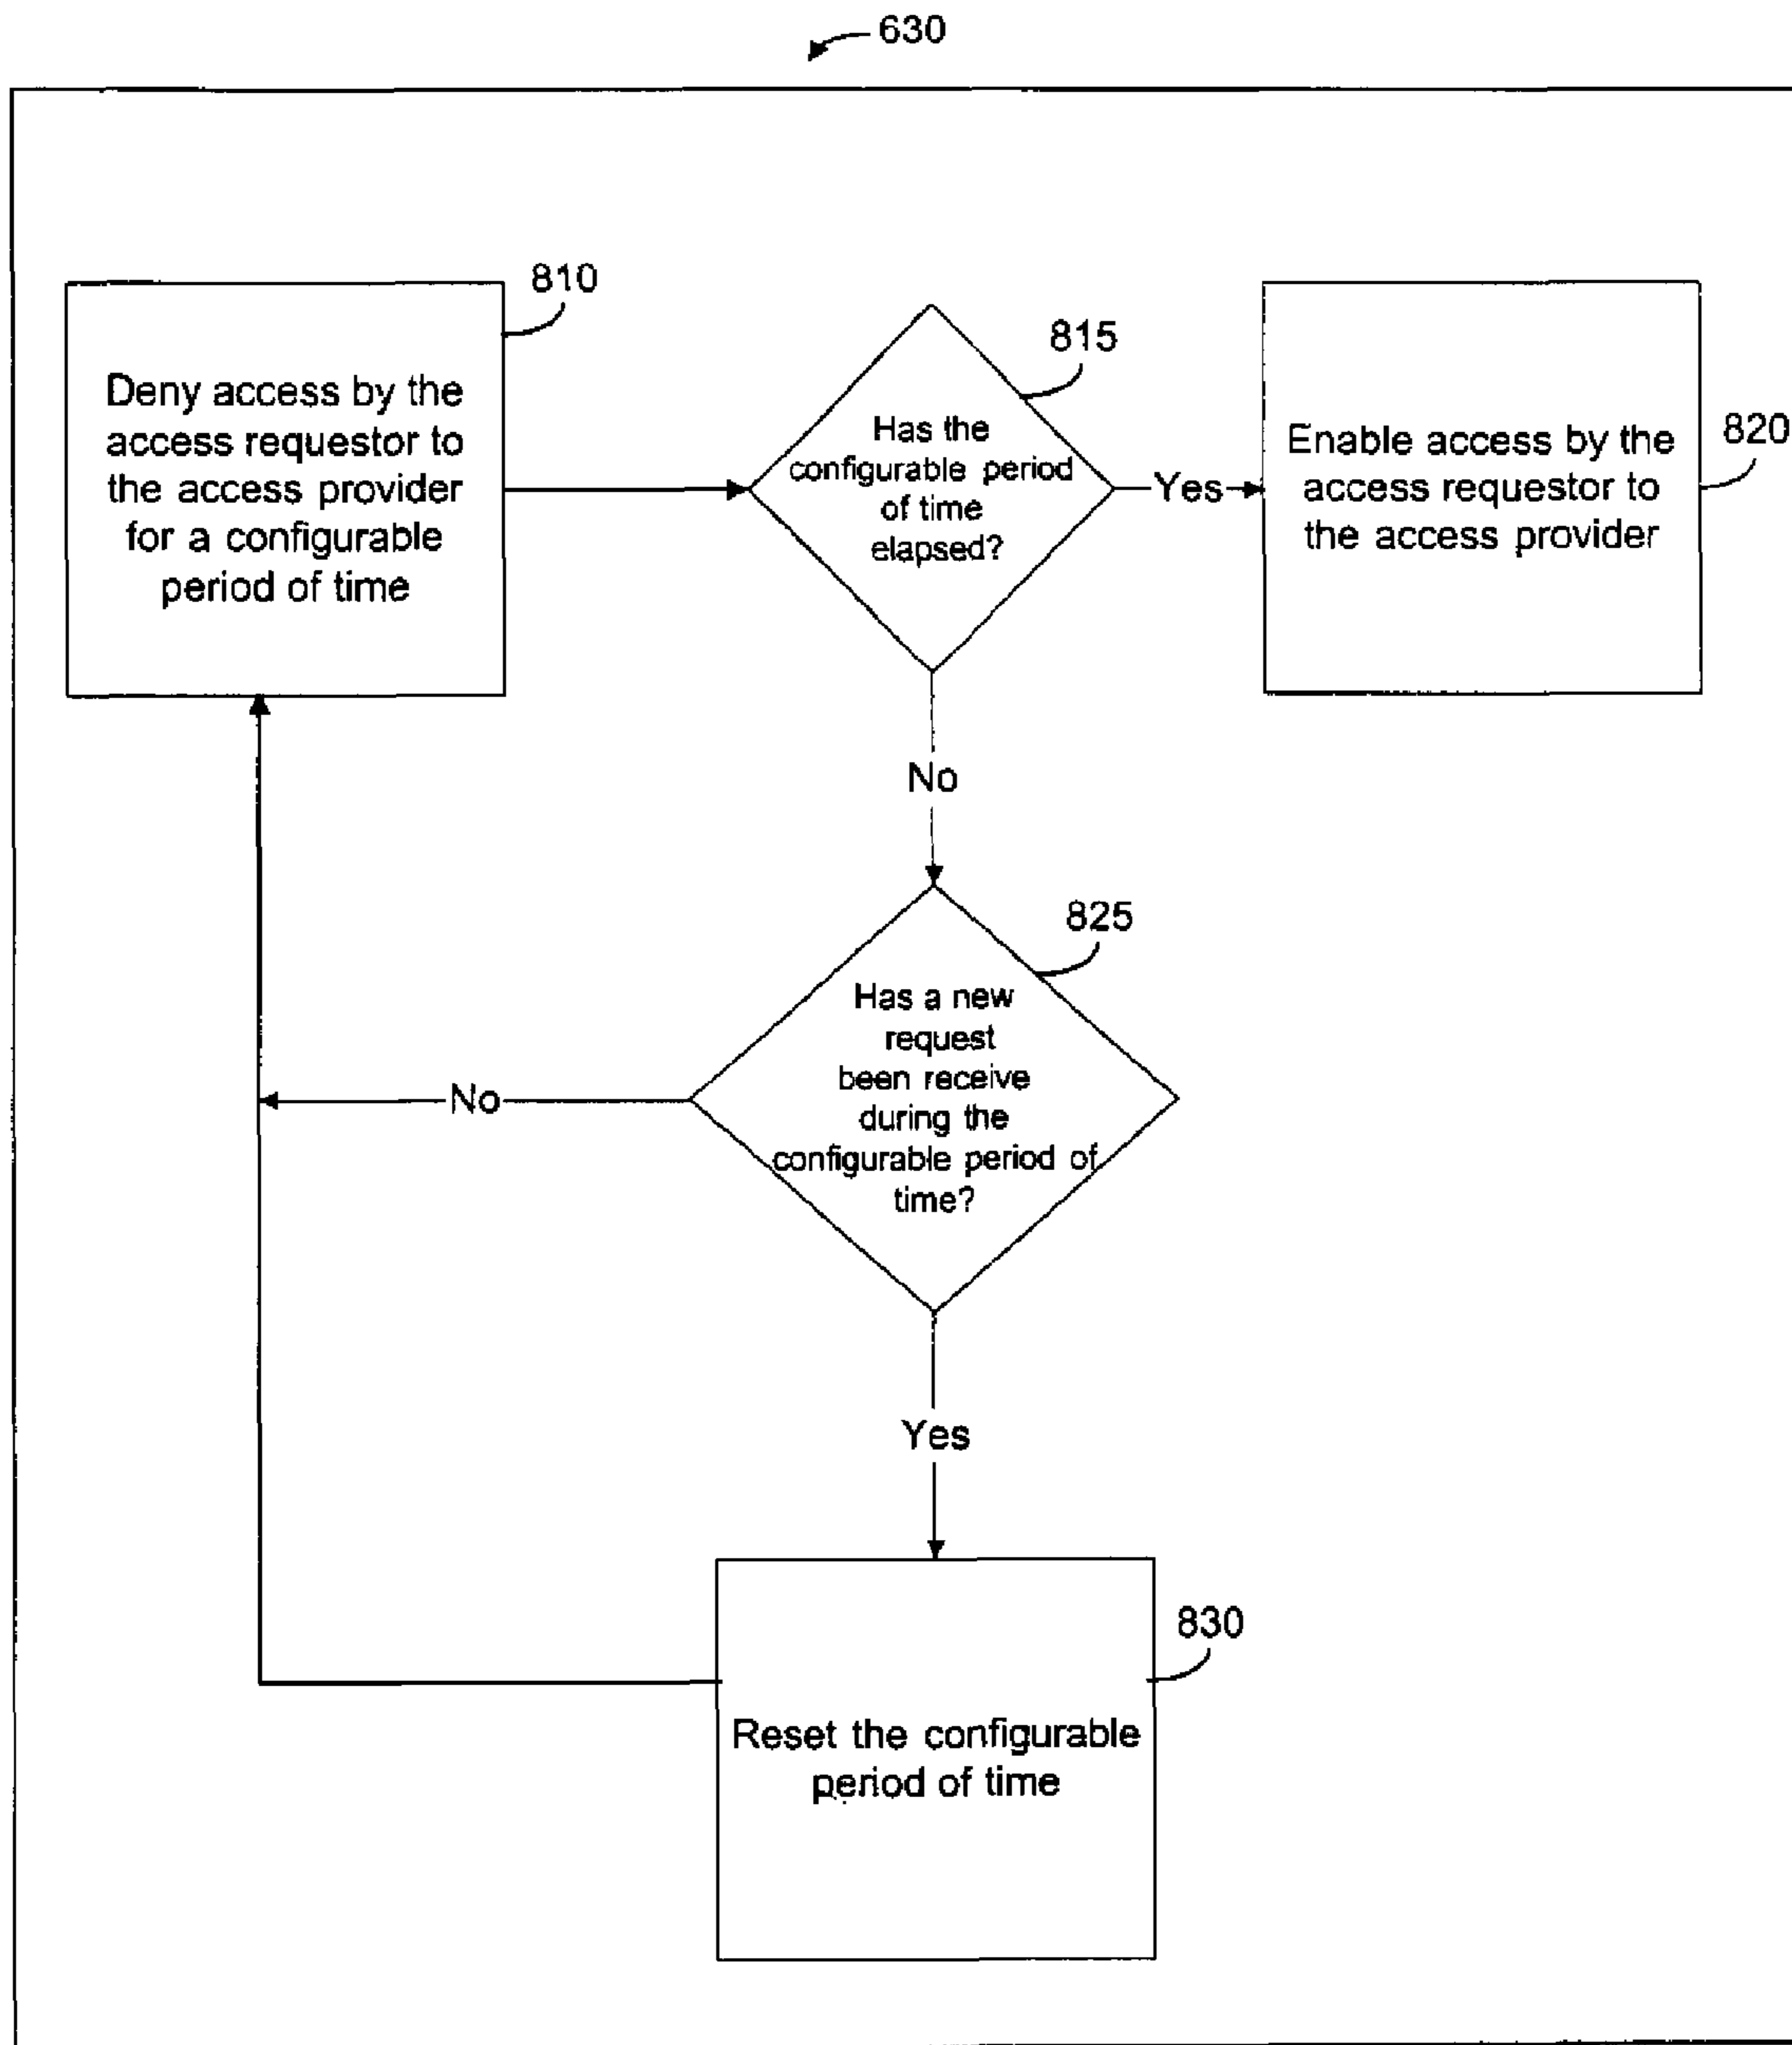 630
810
Deny access by the
access requestor to
the access provider
for a configurable
period of time
815
Has the
configurable period
of time
elapsed?
Yes
820
Enable access by the
access requestor to
the access provider
No
825
Has a new
request
been receive
during the
configurable period of
time?
No
Yes
830
Reset the configurable
period of time